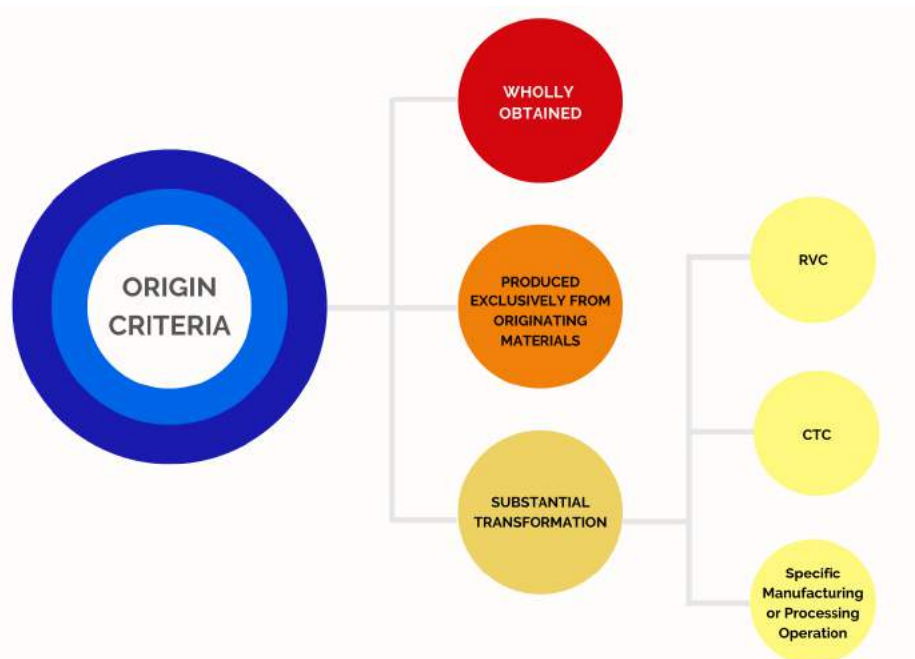 ORIGIN
CRITERIA
WHOLLY
OBTAINED
PRODUCED
EXCLUSIVELY FROM
ORIGINATING
MATERIALS
SUBSTANTIAL
TRANSFORMATION
RVC
CTC
Specific
Manufacturing
or Processing
Operation